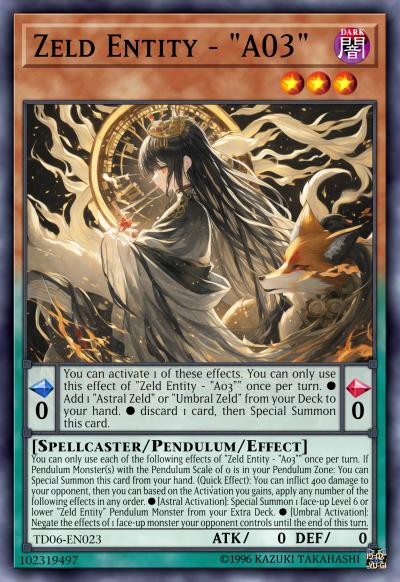 Zeld Entity - "A03"
DARK
闇
You can activate 1 of these effects. You can only use
this effect of "Zeld Entity - "A03"" once per turn. ●
Add 1 "Astral Zeld" or "Umbral Zeld" from your Deck to
your hand. ● discard 1 card, then Special Summon
this card.
0
0
[Spellcaster/Pendulum/Effect]
You can only use each of the following effects of "Zeld Entity - "A03"" once per turn. If
Pendulum Monster(s) with the Pendulum Scale of 0 is in your Pendulum Zone: You can
Special Summon this card from your hand. (Quick Effect): You can inflict 400 damage to
your opponent, then you can based on the Activation you gains, apply any number of the
following effects in any order. ● [Astral Activation]: Special Summon 1 face-up Level 6 or
lower "Zeld Entity" Pendulum Monster from your Extra Deck. ● [Umbral Activation]:
Negate the effects of 1 face-up monster your opponent controls until the end of this turn.
TD06-EN023
ATK/ 0 DEF/ 0
102319497
©1996 KAZUKI TAKAHASHI